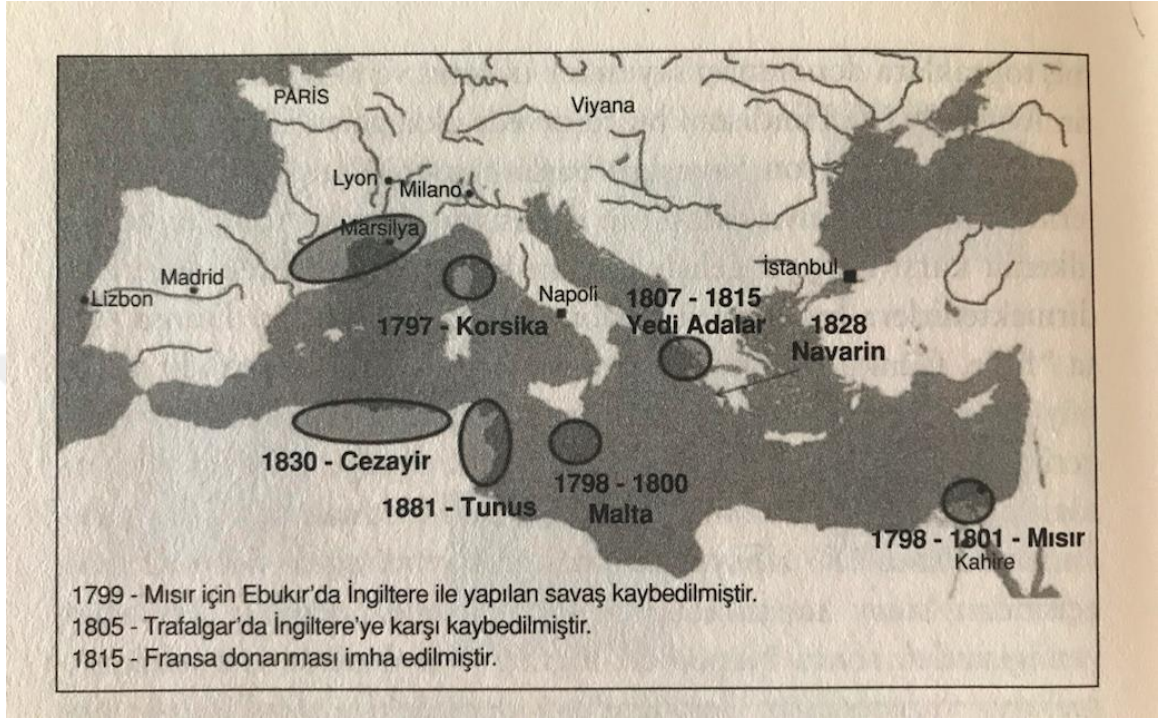 PARİS
Viyana
Lyon
Milano
Marsilya
Madrid
Lizbon
İstanbul
Napoli
1807 - 1815
Yedi Adalar
1797 - Korsika
1828
Navarin
1830 - Cezayir
1881 - Tunus
1798 - 1800
Malta
1798 - 1801 - Mısır
Kahire
1799 - Mısır için Ebukır’da İngiltere ile yapılan savaş kaybedilmiştir.
1805 - Trafalgar’da İngiltere’ye karşı kaybedilmiştir.
1815 - Fransa donanması imha edilmiştir.